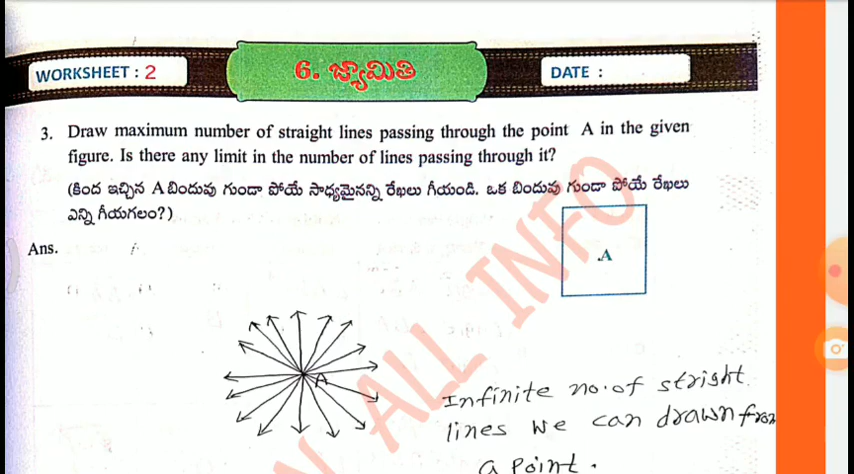 WORKSHEET : 2
6. జ్యామితి
DATE :
3. Draw maximum number of straight lines passing through the point A in the given
figure. Is there any limit in the number of lines passing through it?
(కింద ఇచ్చిన A బిందువు గుండా పోయే సాధ్యమైనన్ని రేఖలు గీయండి. ఒక బిందువు గుండా పోయే రేఖలు
ఎన్ని గీయగలం?)
Ans.
.A
A
Infinite no. of stright
lines we can drawn from
a point.
ALL INFO